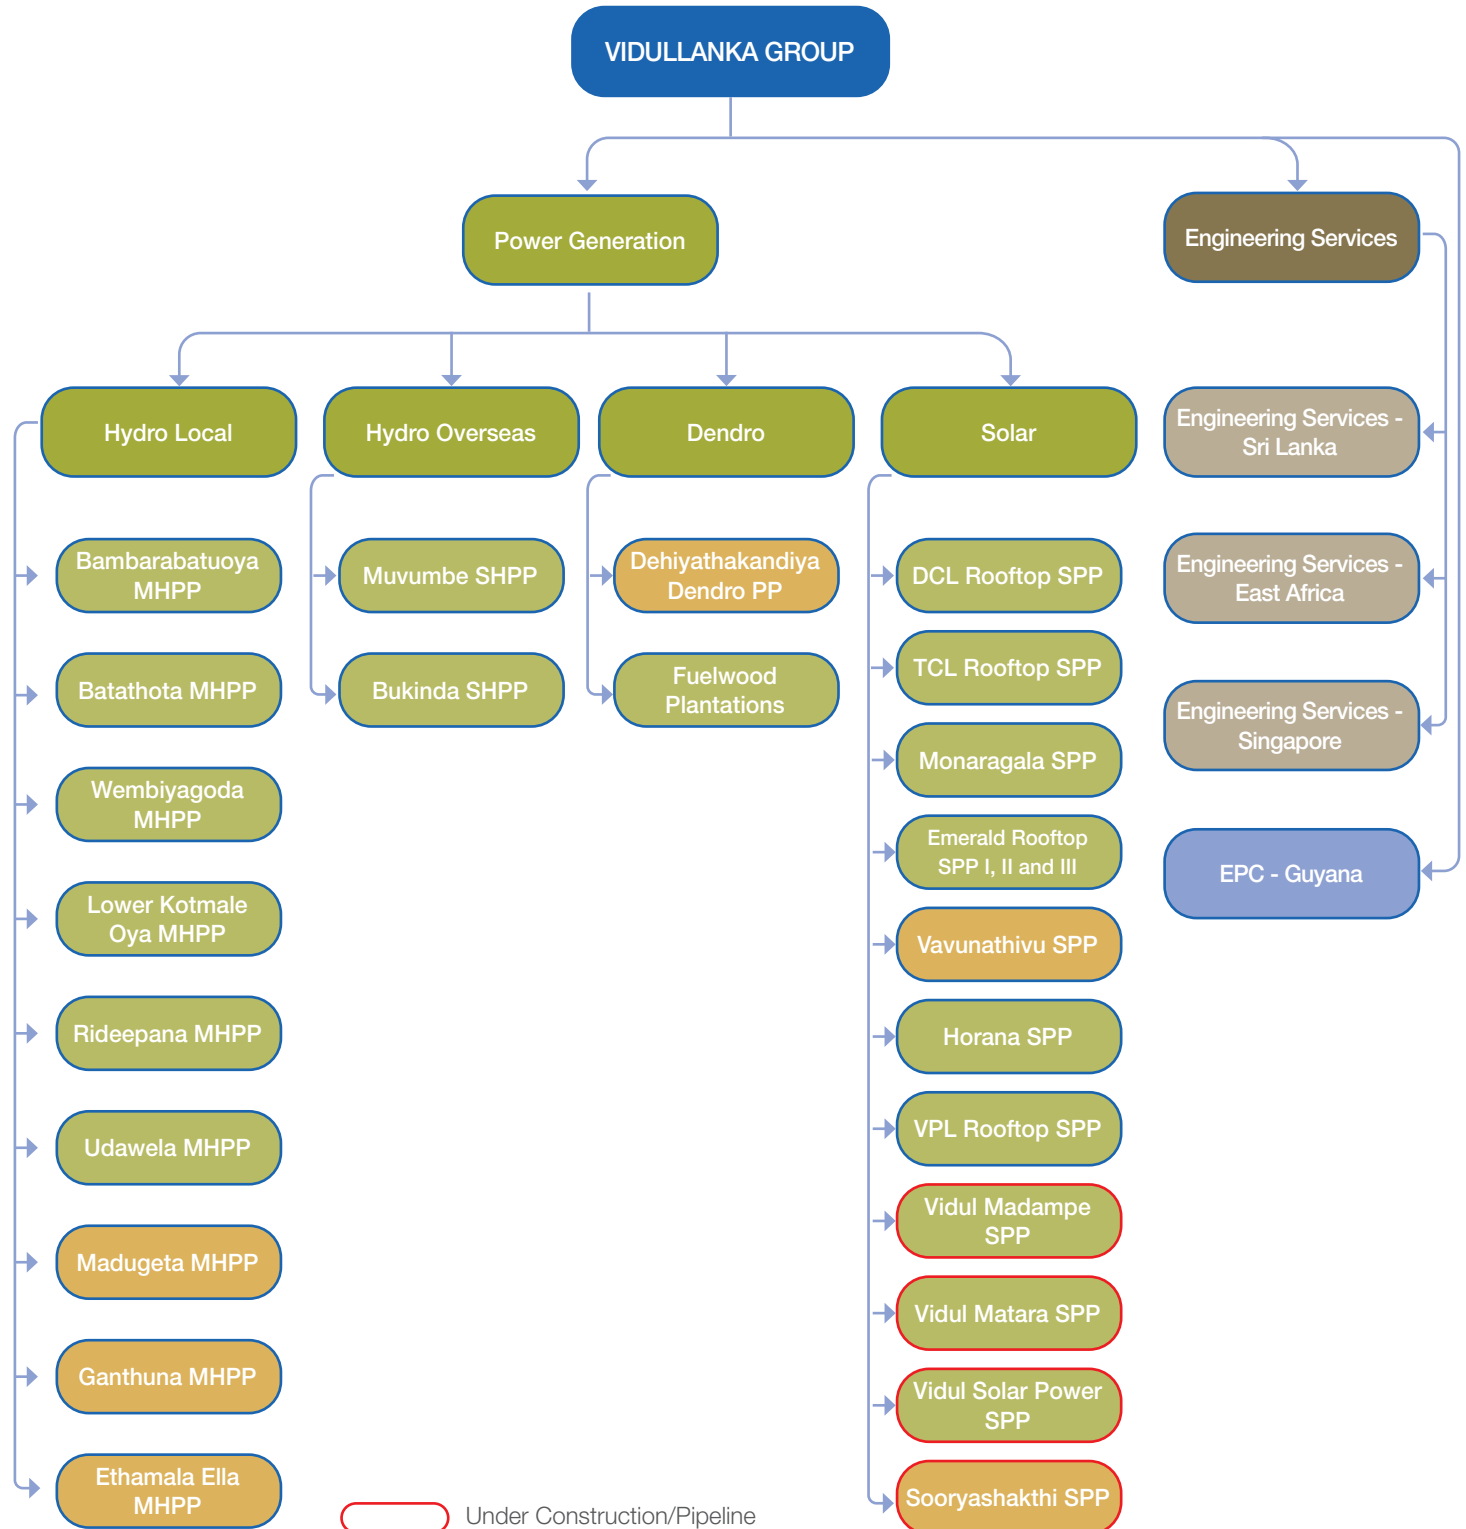 VIDULLANKA GROUP
Power Generation
Engineering Services
Hydro Local
Hydro Overseas
Dendro
Solar
Engineering Services -
Sri Lanka
Bambarabatuoya
MHPP
Batathota MHPP
Wembiyagoda
MHPP
Lower Kotmale
Oya MHPP
Rideepana MHPP
Udawela MHPP
Madugeta MHPP
Ganthuna MHPP
Ethamala Ella
MHPP
Muvumbe SHPP
Bukinda SHPP
Dehiyathakandiya
Dendro PP
Fuelwood
Plantations
DCL Rooftop SPP
TCL Rooftop SPP
Monaragala SPP
Emerald Rooftop
SPP I, II and III
Vavunathivu SPP
Horana SPP
VPL Rooftop SPP
Vidul Madampe
SPP
Vidul Matara SPP
Vidul Solar Power
SPP
Sooryashakthi SPP
Engineering Services -
East Africa
Engineering Services -
Singapore
EPC - Guyana
Under Construction/Pipeline